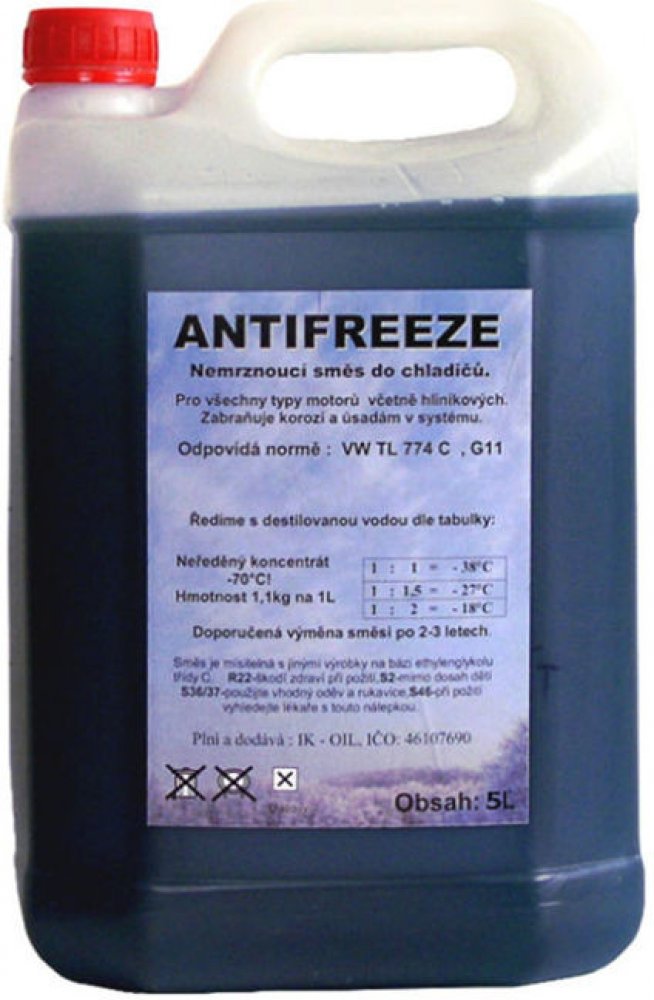 ANTIFREEZE
Nemrznoucí směs do chladičů.
Pro všechny typy motorů včetně hliníkových.
Zabraňuje korozi a úsadám v systému.
Odpovídá normě : VW TL 774 C , G11
Ředíme s destilovanou vodou dle tabulky:
Neředěný koncentrát
-70°C!
Hmotnost 1,1kg na 1L
1 : 1 = - 38°C
1 : 1,5 = - 27°C
1 : 2 = - 18°C
Doporučená výměna směsi po 2-3 letech.
Směs je mísitelná s jinými výrobky na bázi ethylenglykolu
třídy C. R22-škodí zdraví při požití,S2-mimo dosah dětí
S36/37-použijte vhodný oděv a rukavice,S46-při požití
vyhledejte lékaře s touto nálepkou.
Plní a dodává : IK - OIL, IČO: 46107690
Obsah: 5L